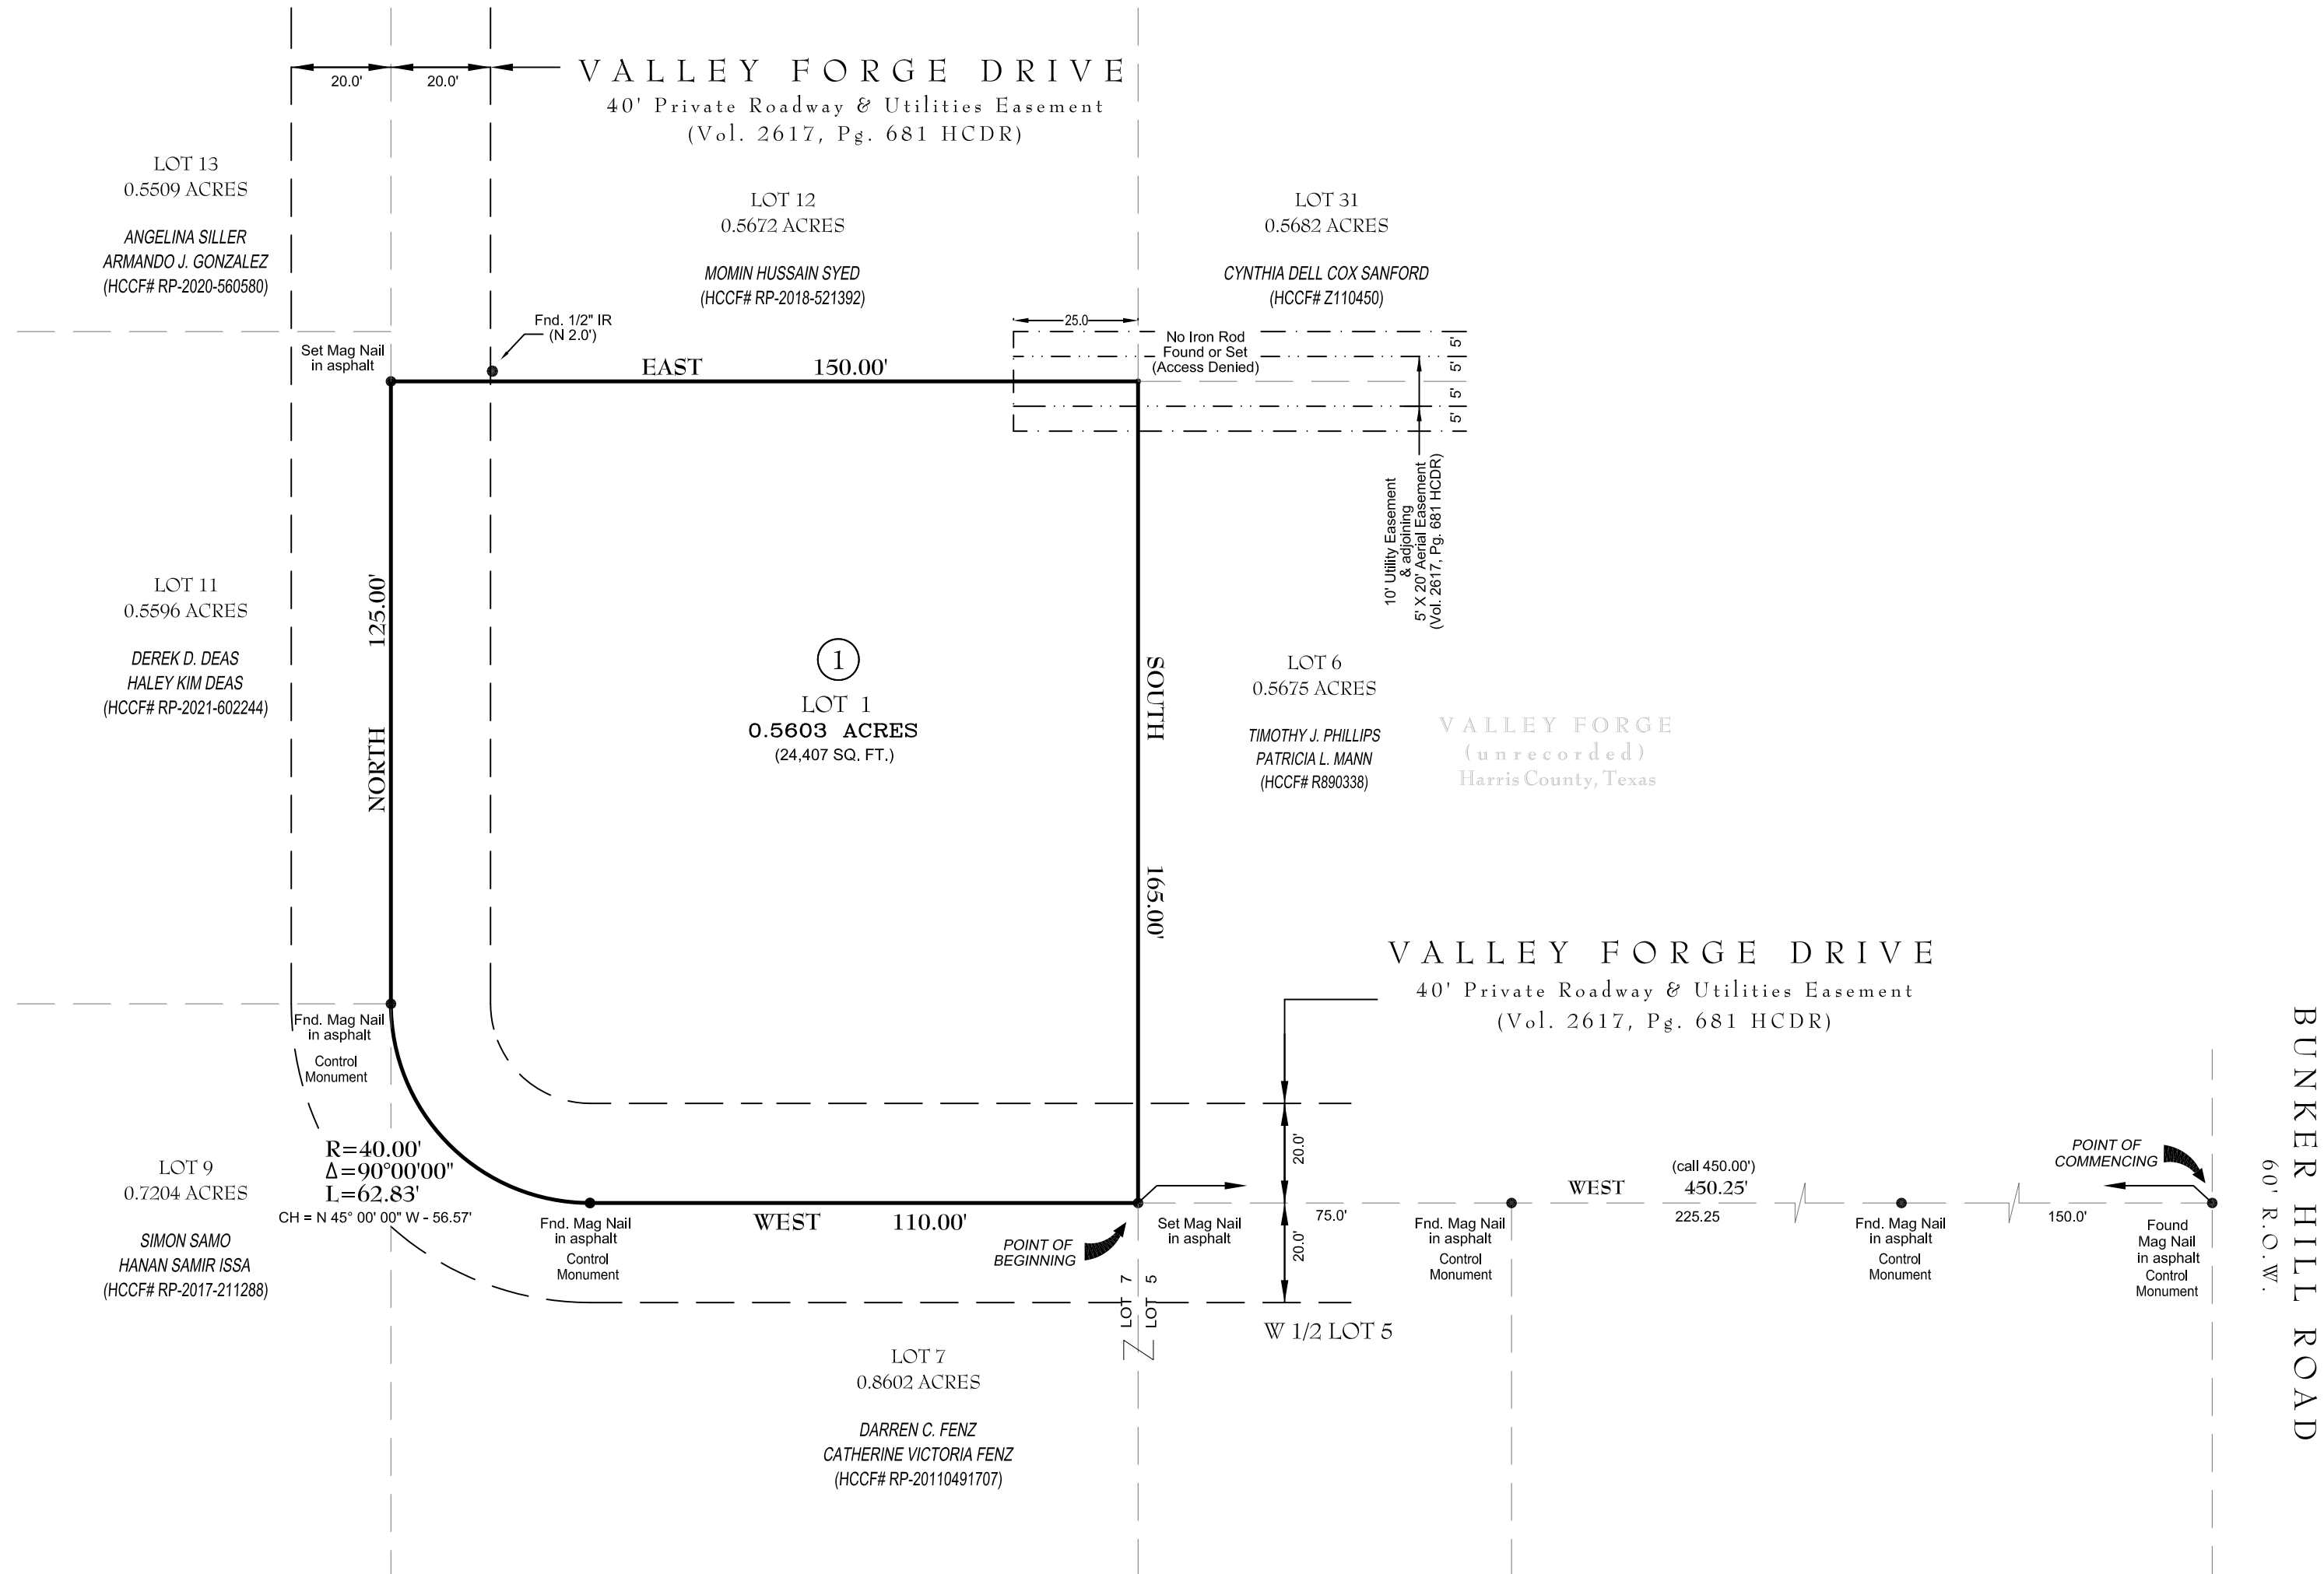 20.0'
20.0'
VALLEY FORGE DRIVE
40' Private Roadway & Utilities Easement
(Vol. 2617, Pg. 681 HCDR)
LOT 13
0.5509 ACRES
ANGELINA SILLER
ARMANDO J. GONZALEZ
(HCCF# RP-2020-560580)
LOT 12
0.5672 ACRES
MOMIN HUSSAIN SYED
(HCCF# RP-2018-521392)
LOT 31
0.5682 ACRES
CYNTHIA DELL COX SANFORD
(HCCF# Z110450)
Fnd. 1/2" IR
(N 2.0')
25.0
No Iron Rod
Found or Set
(Access Denied)
5'
5'
5'
5'
Set Mag Nail
in asphalt
EAST 150.00'
10' Utility Easement
& adjoining
5' X 20' Aerial Easement
(Vol. 2617, Pg. 681 HCDR)
LOT 11
0.5596 ACRES
DEREK D. DEAS
HALEY KIM DEAS
(HCCF# RP-2021-602244)
NORTH 125.00'
1
LOT 1
0.5603 ACRES
(24,407 SQ. FT.)
SOUTH 165.00'
LOT 6
0.5675 ACRES
TIMOTHY J. PHILLIPS
PATRICIA L. MANN
(HCCF# R890338)
VALLEY FORGE
(unrecorded)
Harris County, Texas
VALLEY FORGE DRIVE
40' Private Roadway & Utilities Easement
(Vol. 2617, Pg. 681 HCDR)
Fnd. Mag Nail
in asphalt
Control
Monument
R=40.00'
Δ=90°00'00"
L=62.83'
CH = N 45° 00' 00" W - 56.57'
LOT 9
0.7204 ACRES
SIMON SAMO
HANAN SAMIR ISSA
(HCCF# RP-2017-211288)
Fnd. Mag Nail
in asphalt
Control
Monument
WEST 110.00'
POINT OF
BEGINNING
Set Mag Nail
in asphalt
20.0'
20.0'
75.0'
Fnd. Mag Nail
in asphalt
Control
Monument
(call 450.00')
WEST 450.25'
225.25
Fnd. Mag Nail
in asphalt
Control
Monument
150.0'
POINT OF
COMMENCING
Found
Mag Nail
in asphalt
Control
Monument
60' R.O.W.
BUNKER HILL ROAD
LOT 7
LOT 5
W 1/2 LOT 5
LOT 7
0.8602 ACRES
DARREN C. FENZ
CATHERINE VICTORIA FENZ
(HCCF# RP-20110491707)